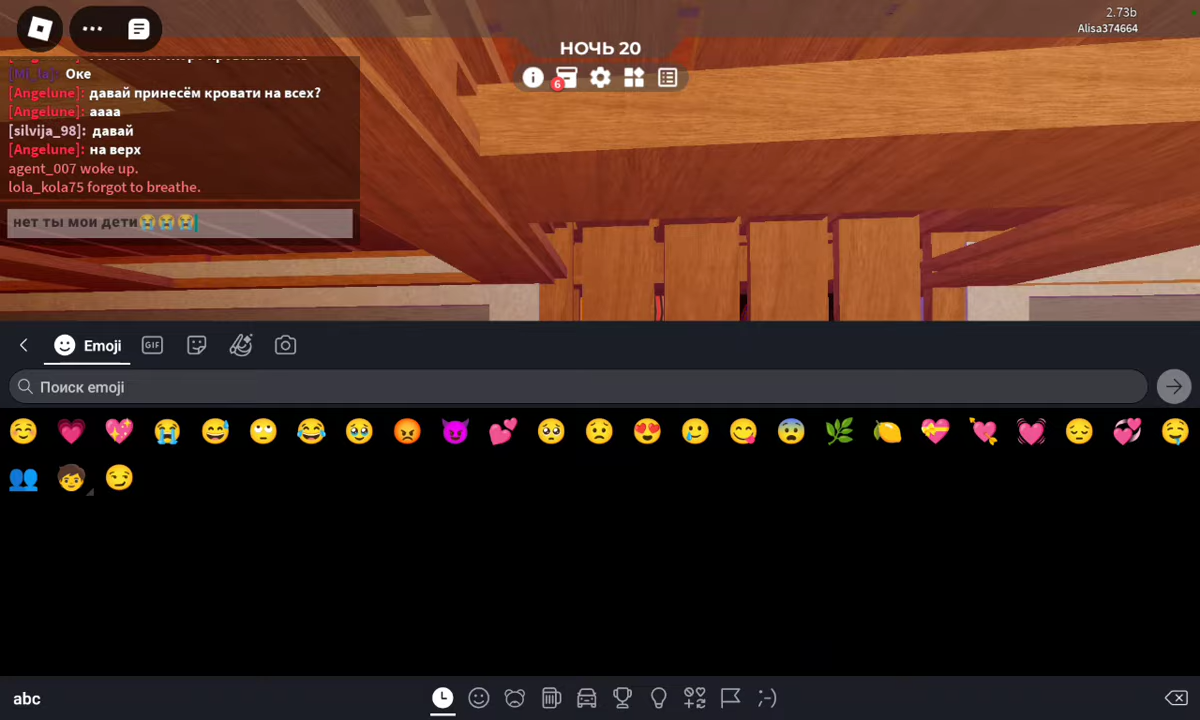 2.73b
Alisa374664
НОЧЬ 20
6
[Mi_la]: Оке
[Angelune]: давай принесём кровати на всех?
[Angelune]: аааа
[silvija_98]: давай
[Angelune]: на верх
agent_007 woke up.
lola_kola75 forgot to breathe.
нет ты мои дети😭😭😭
Emoji
GIF
Поиск emoji
abc